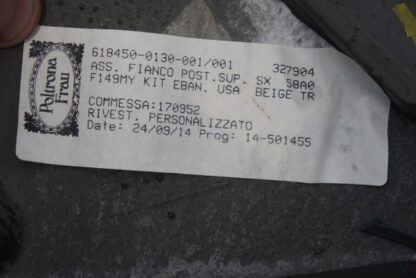 Poltrona
Frau
618450-0130-001/001 327904
ASS. FIANCO POST.SUP. SX 58A0
F149MY KIT EBAN. USA BEIGE TR
COMMESSA:170952
RIVEST. PERSONALIZZATO
Date: 24/09/14 Prog: 14-501455